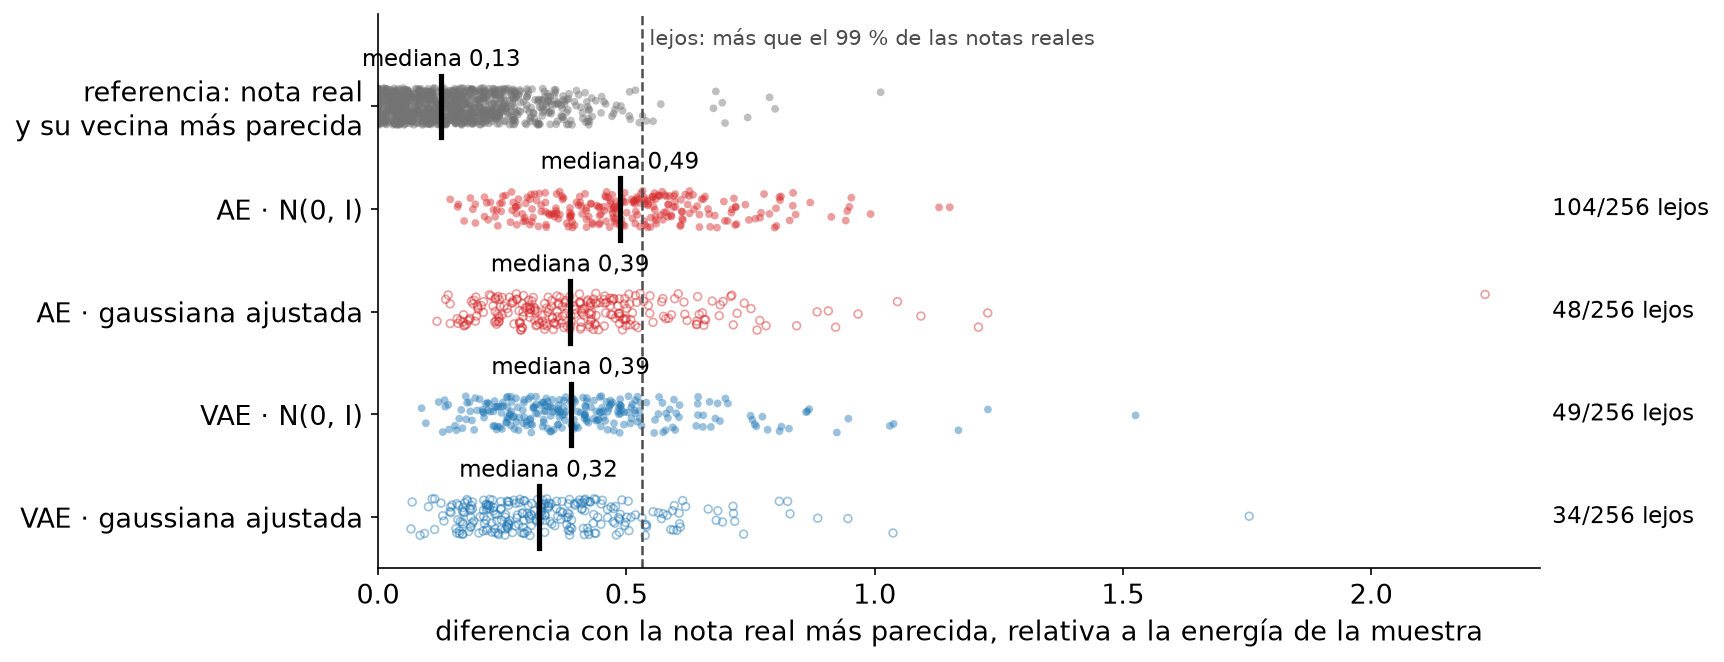 lejos: más que el 99 % de las notas reales
mediana 0,13
referencia: nota real
y su vecina más parecida
mediana 0,49
AE · N(0, I)
104/256 lejos
mediana 0,39
AE · gaussiana ajustada
48/256 lejos
mediana 0,39
VAE · N(0, I)
49/256 lejos
mediana 0,32
VAE · gaussiana ajustada
34/256 lejos
0.0 0.5 1.0 1.5 2.0
diferencia con la nota real más parecida, relativa a la energía de la muestra